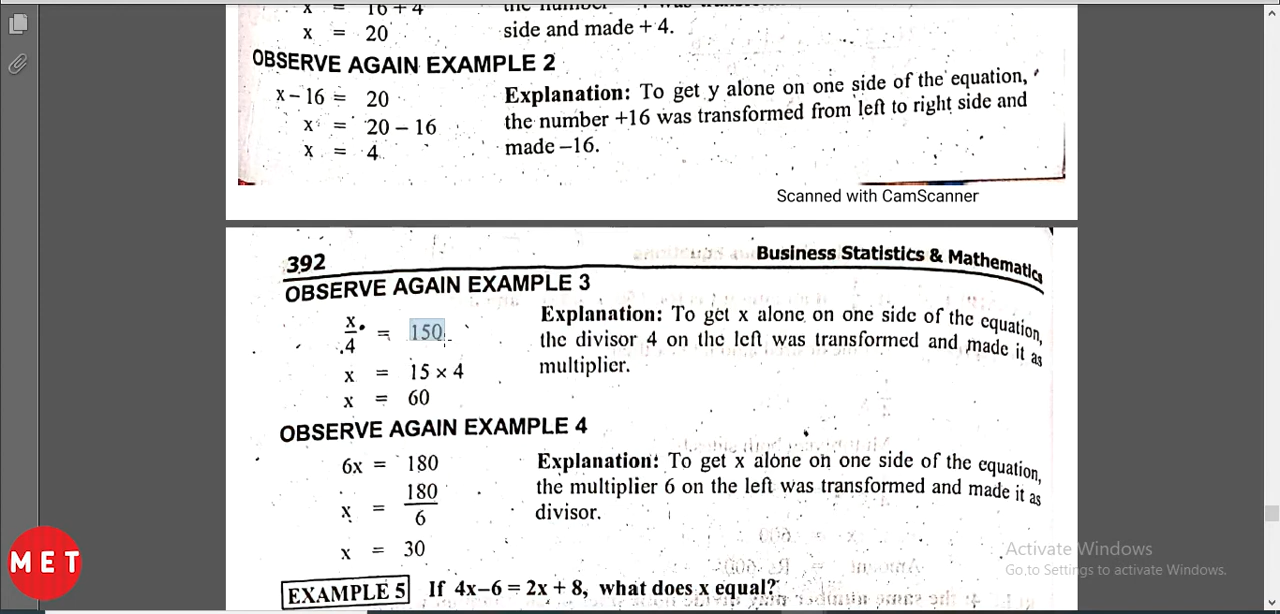 x = 16 + 4
x = 20
side and made + 4.
OBSERVE AGAIN EXAMPLE 2
x – 16 = 20
x = 20 – 16
x = 4
Explanation: To get y alone on one side of the equation,
the number +16 was transformed from left to right side and
made –16.
Scanned with CamScanner
392
Business Statistics & Mathematics
OBSERVE AGAIN EXAMPLE 3
x
4
= 150
x = 15 × 4
x = 60
Explanation: To get x alone on one side of the equation,
the divisor 4 on the left was transformed and made it as
multiplier.
OBSERVE AGAIN EXAMPLE 4
6x = 180
x = 180
6
x = 30
Explanation: To get x alone on one side of the equation,
the multiplier 6 on the left was transformed and made it as
divisor.
EXAMPLE 5 If 4x–6 = 2x + 8, what does x equal?
MET
Activate Windows
Go to Settings to activate Windows.